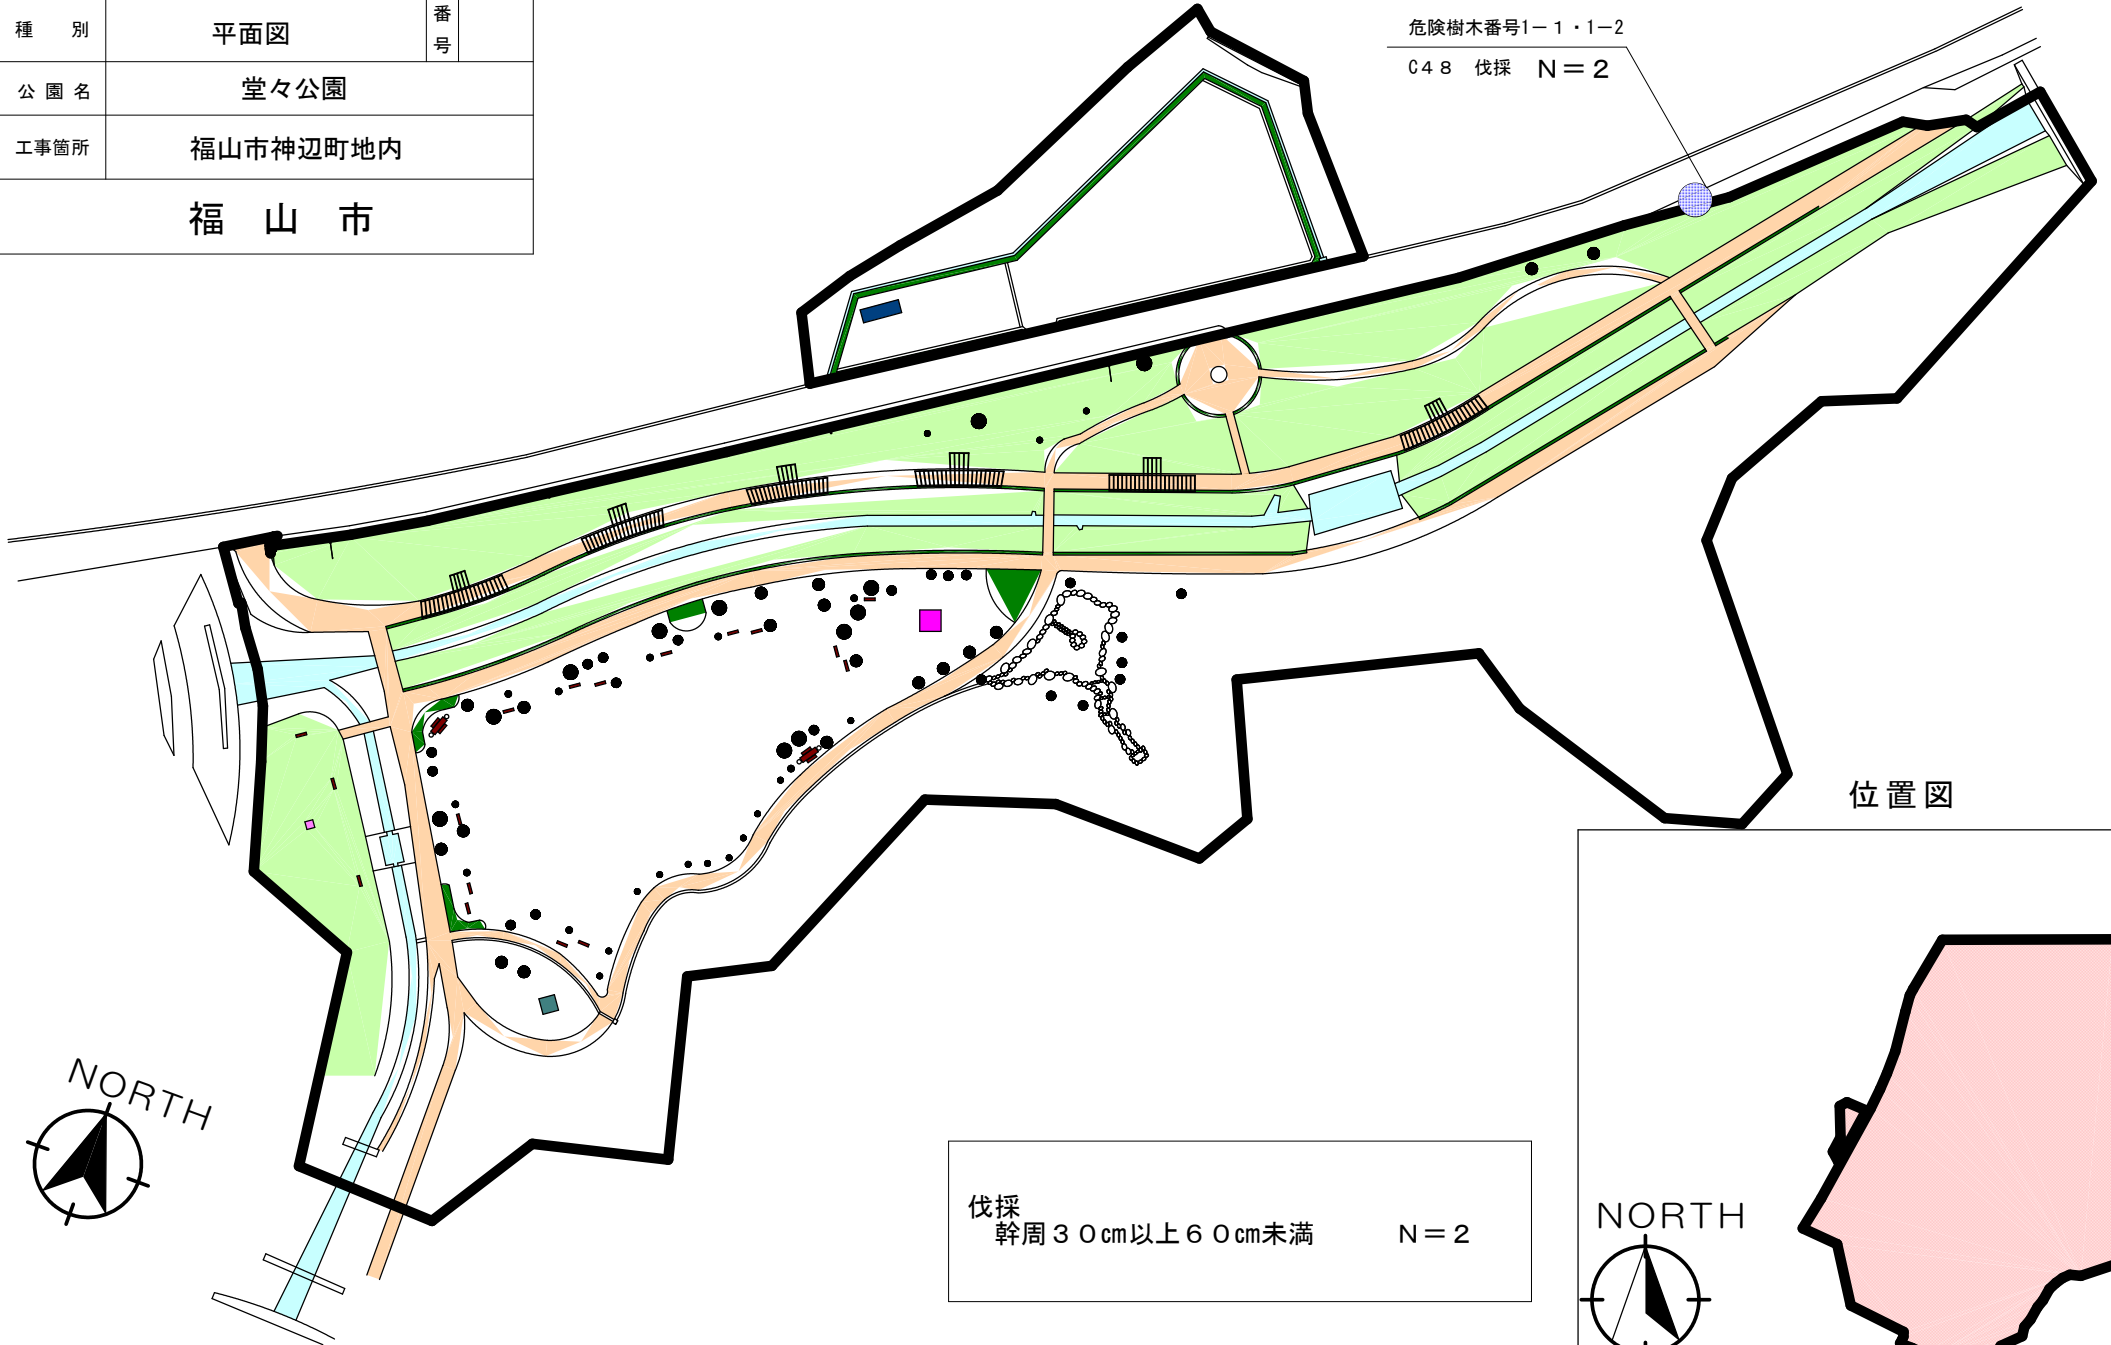 種　別　平面図　番号
公園名　堂々公園
工事箇所　福山市神辺町地内
福　山　市
危険樹木番号1－１・1－2
C４８　伐採　Ｎ＝２
位置図
NORTH
NORTH
伐採
幹周３０㎝以上６０㎝未満　Ｎ＝２